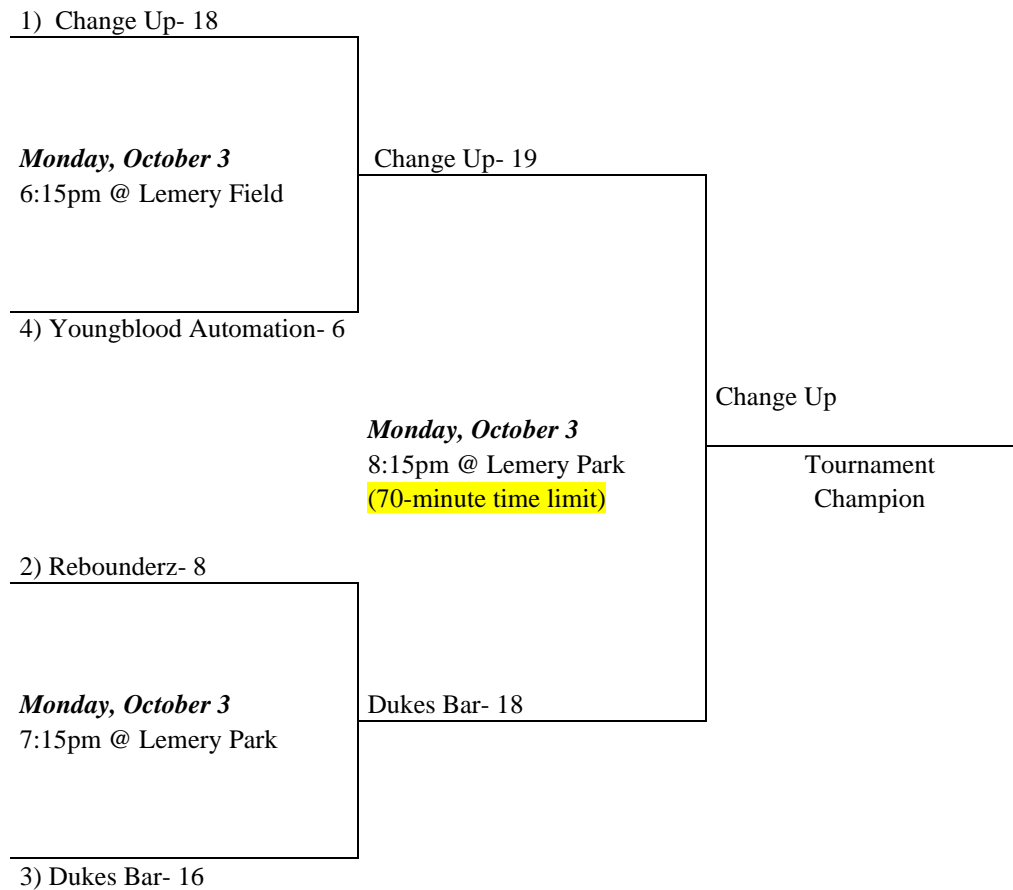 1) Change Up- 18
Monday, October 3
6:15pm @ Lemery Field
Change Up- 19
4) Youngblood Automation- 6
Change Up
Monday, October 3
8:15pm @ Lemery Park
(70-minute time limit)
Tournament
Champion
2) Rebounderz- 8
Monday, October 3
7:15pm @ Lemery Park
Dukes Bar- 18
3) Dukes Bar- 16